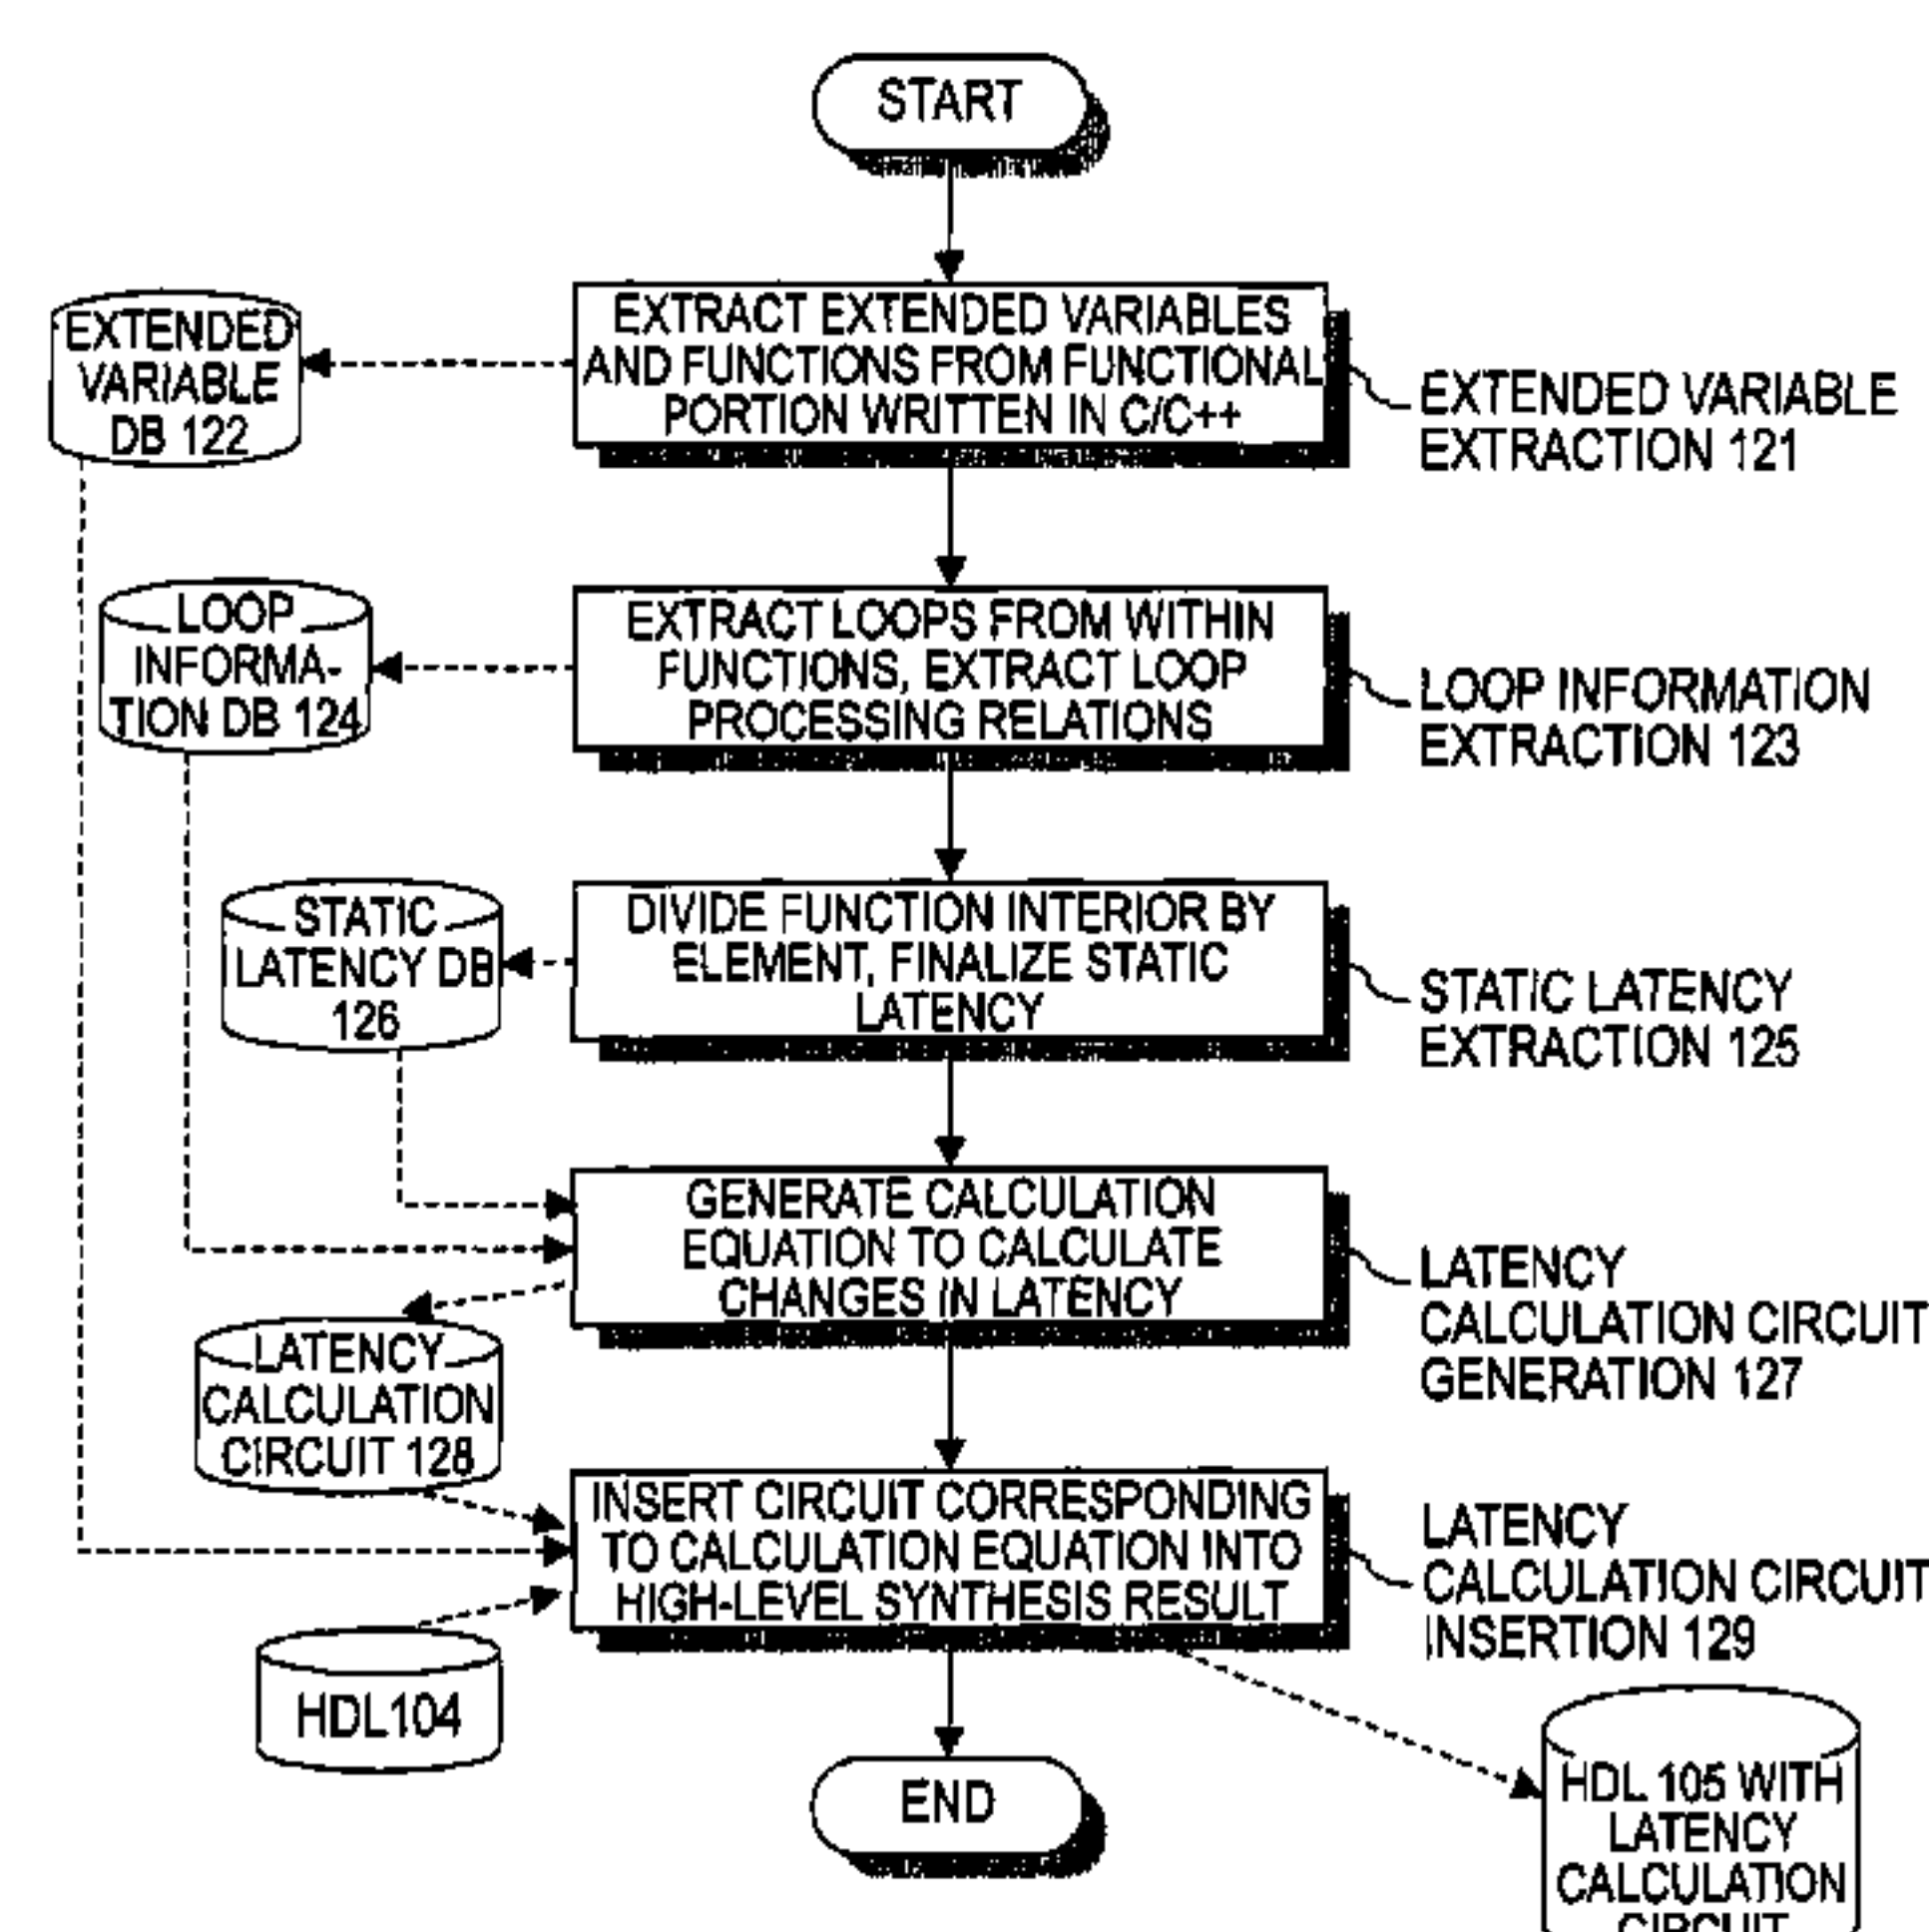 START
EXTENDED
VARIABLE
DB 122
EXTRACT EXTENDED VARIABLES
AND FUNCTIONS FROM FUNCTIONAL
PORTION WRITTEN IN C/C++
EXTENDED VARIABLE
EXTRACTION 121
LOOP
INFORMA-
TION DB 124
EXTRACT LOOPS FROM WITHIN
FUNCTIONS, EXTRACT LOOP
PROCESSING RELATIONS
LOOP INFORMATION
EXTRACTION 123
STATIC
LATENCY DB
126
DIVIDE FUNCTION INTERIOR BY
ELEMENT, FINALIZE STATIC
LATENCY
STATIC LATENCY
EXTRACTION 125
GENERATE CALCULATION
EQUATION TO CALCULATE
CHANGES IN LATENCY
LATENCY
CALCULATION CIRCUIT
GENERATION 127
LATENCY
CALCULATION
CIRCUIT 128
INSERT CIRCUIT CORRESPONDING
TO CALCULATION EQUATION INTO
HIGH-LEVEL SYNTHESIS RESULT
LATENCY
CALCULATION CIRCUIT
INSERTION 129
HDL104
END
HDL 105 WITH
LATENCY
CALCULATION
CIRCUIT